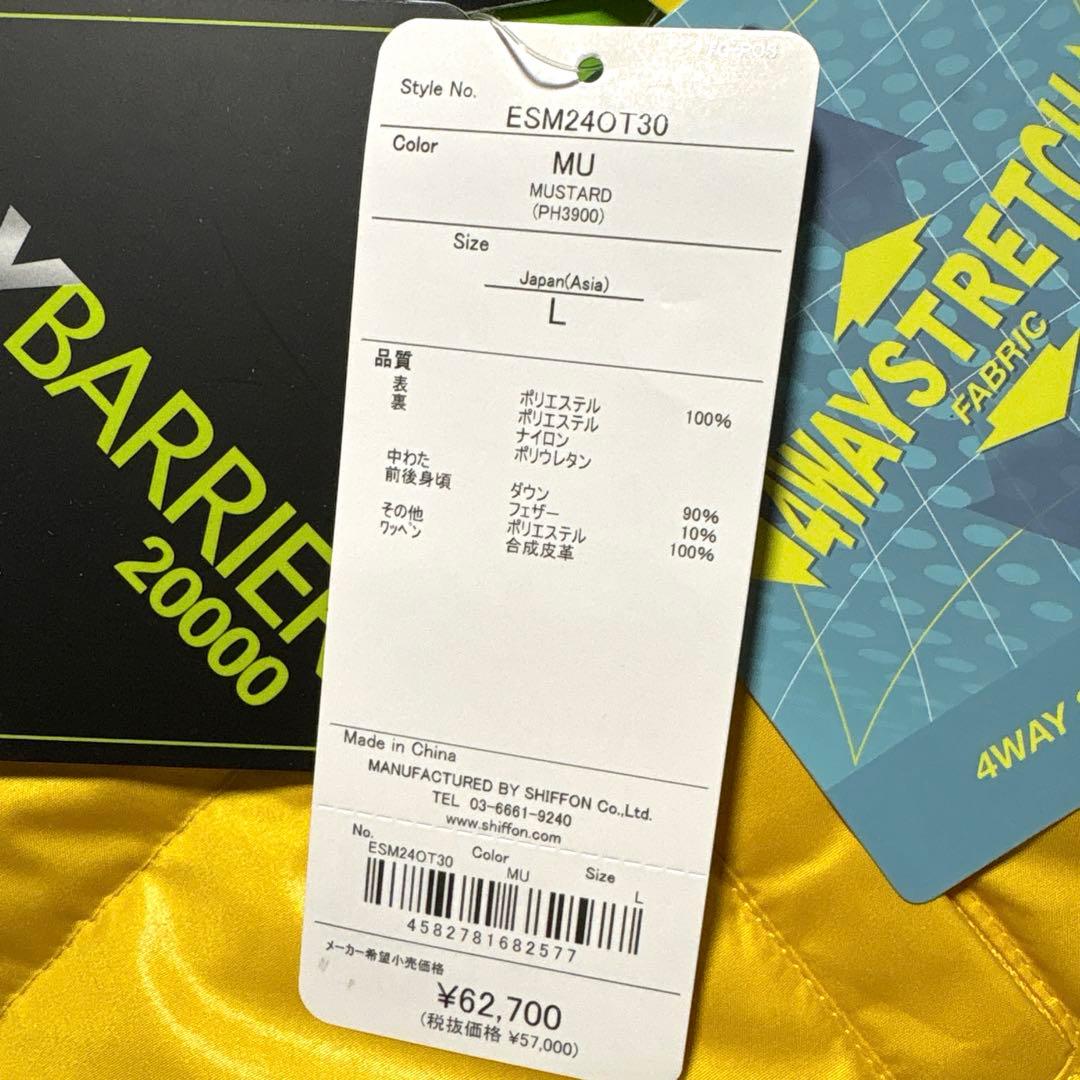 Style No.
ESM24OT30
Color
MU
MUSTARD
(PH3900)
Size
Japan(Asia)
L
品質
表 ポリエステル 100%
裏 ポリエステル
ナイロン
ポリウレタン
中わた
前後身頃 ダウン 90%
フェザー 10%
その他 ポリエステル 100%
ワッペン 合成皮革
Made in China
MANUFACTURED BY SHIFFON Co.,Ltd.
TEL 03-6661-9240
www.shiffon.com
No. Color Size
ESM24OT30 MU L
4582781682577
メーカー希望小売価格
¥62,700
(税抜価格 ¥57,000)
YBARRIER
20000
4WAYSTRETCH
FABRIC
4WAY